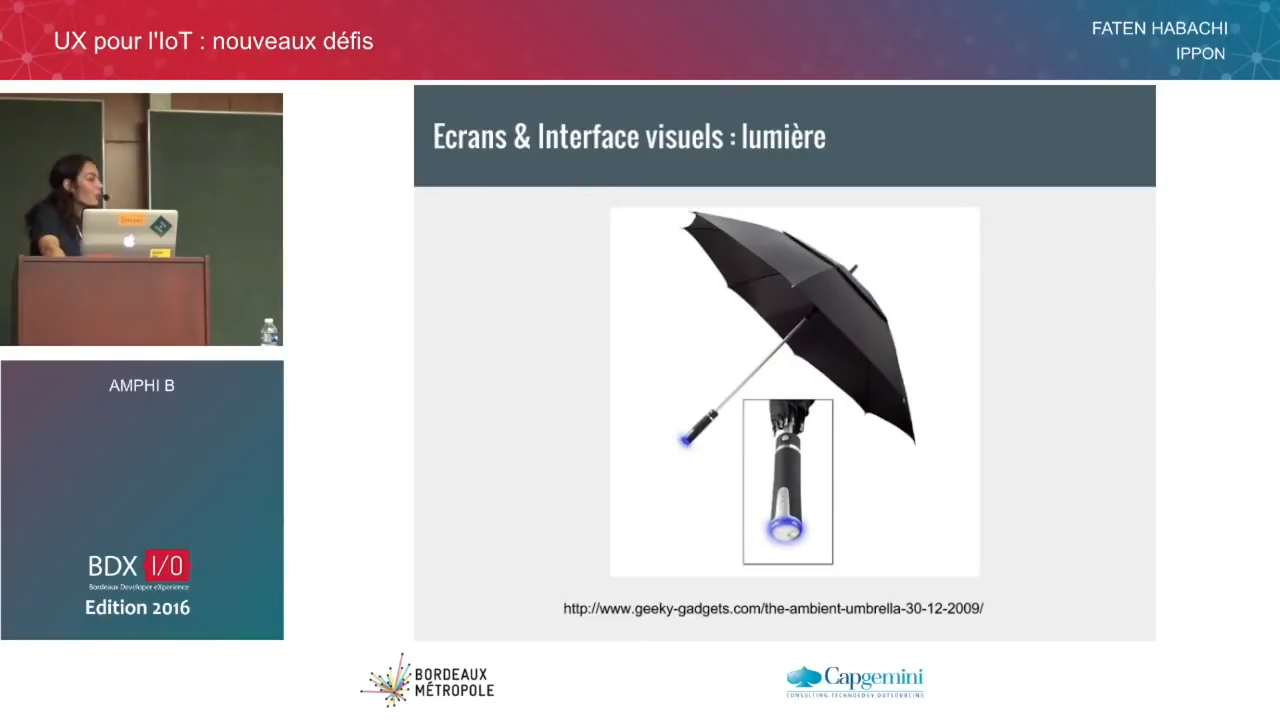 UX pour l'IoT : nouveaux défis
FATEN HABACHI
IPPON
Ecrans & Interface visuels : lumière
http://www.geeky-gadgets.com/the-ambient-umbrella-30-12-2009/
AMPHI B
BDX I/O
Bordeaux Developer eXperience
Edition 2016
BORDEAUX
MÉTROPOLE
Capgemini
CONSULTING.TECHNOLOGY.OUTSOURCING